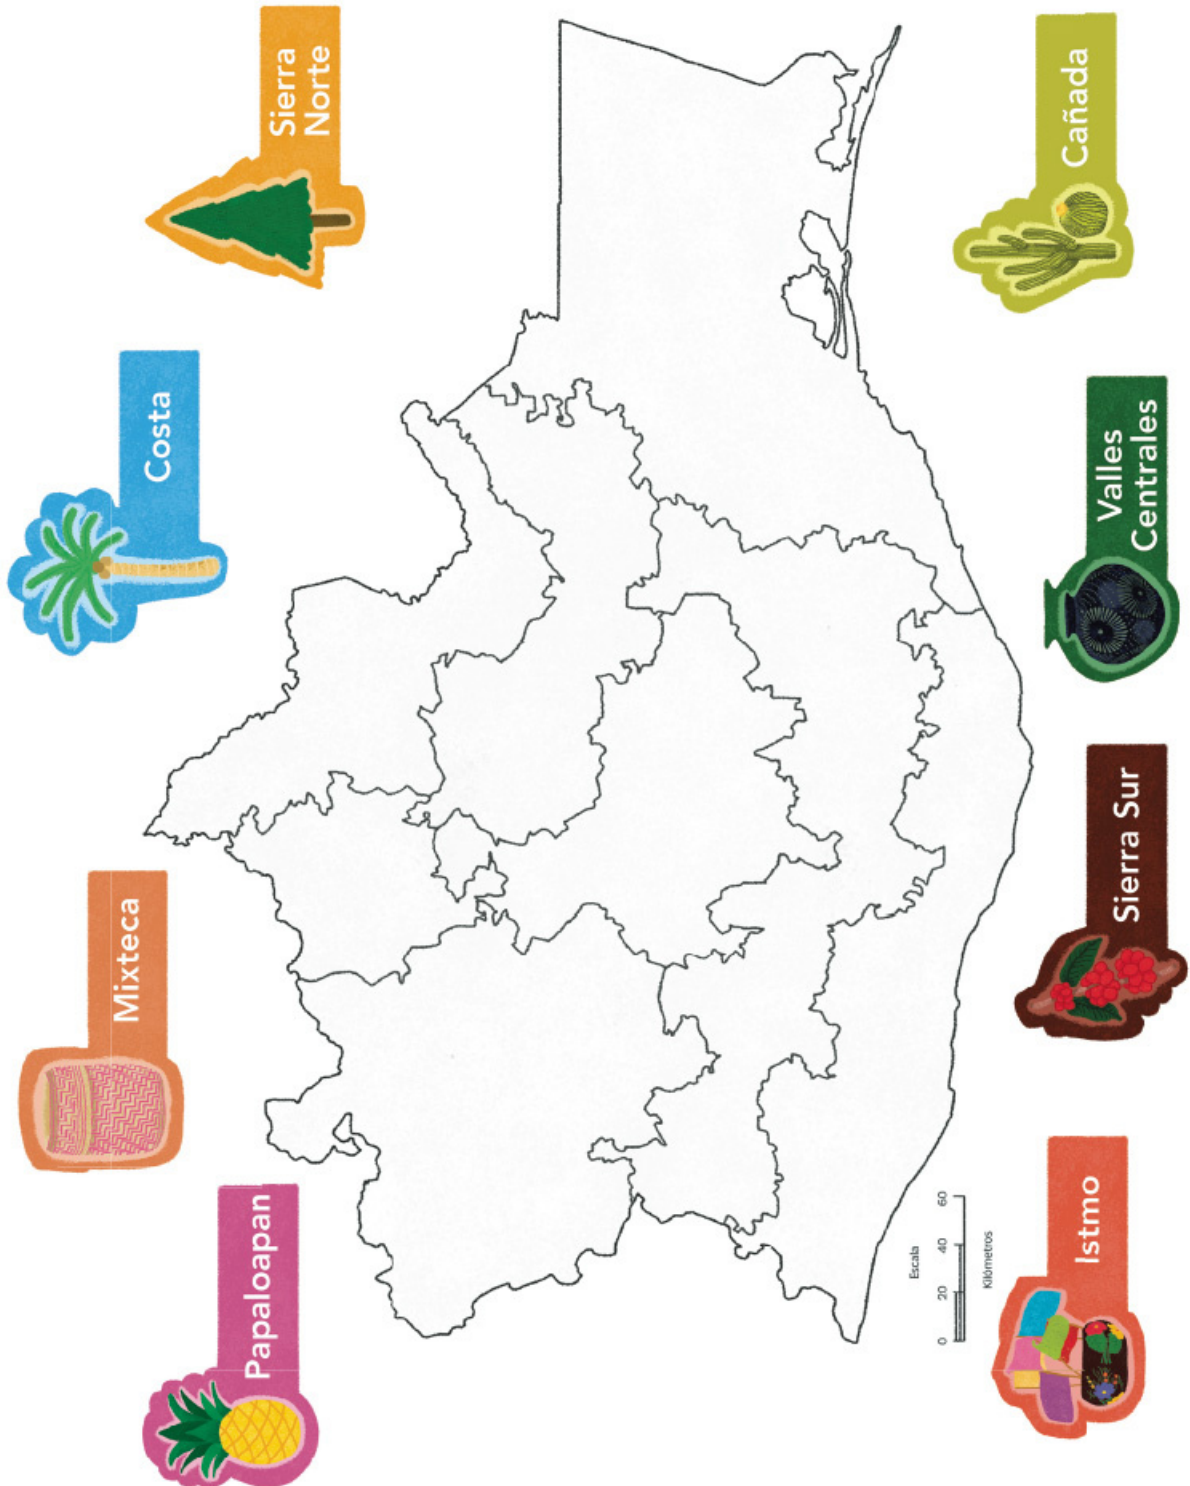 Papaloapan
Mixteca
Costa
Sierra
Norte
Escala
0 20 40 60
Kilómetros
Istmo
Sierra Sur
Valles
Centrales
Cañada